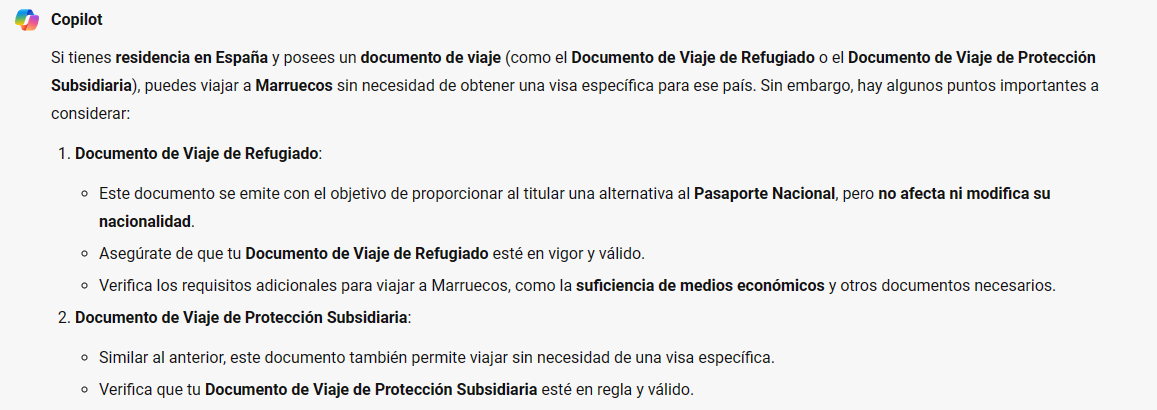 Copilot
Si tienes residencia en España y posees un documento de viaje (como el Documento de Viaje de Refugiado o el Documento de Viaje de Protección
Subsidiaria), puedes viajar a Marruecos sin necesidad de obtener una visa específica para ese país. Sin embargo, hay algunos puntos importantes a
considerar:
1. Documento de Viaje de Refugiado:
Este documento se emite con el objetivo de proporcionar al titular una alternativa al Pasaporte Nacional, pero no afecta ni modifica su
nacionalidad.
Asegúrate de que tu Documento de Viaje de Refugiado esté en vigor y válido.
Verifica los requisitos adicionales para viajar a Marruecos, como la suficiencia de medios económicos y otros documentos necesarios.
2. Documento de Viaje de Protección Subsidiaria:
Similar al anterior, este documento también permite viajar sin necesidad de una visa específica.
Verifica que tu Documento de Viaje de Protección Subsidiaria esté en regla y válido.